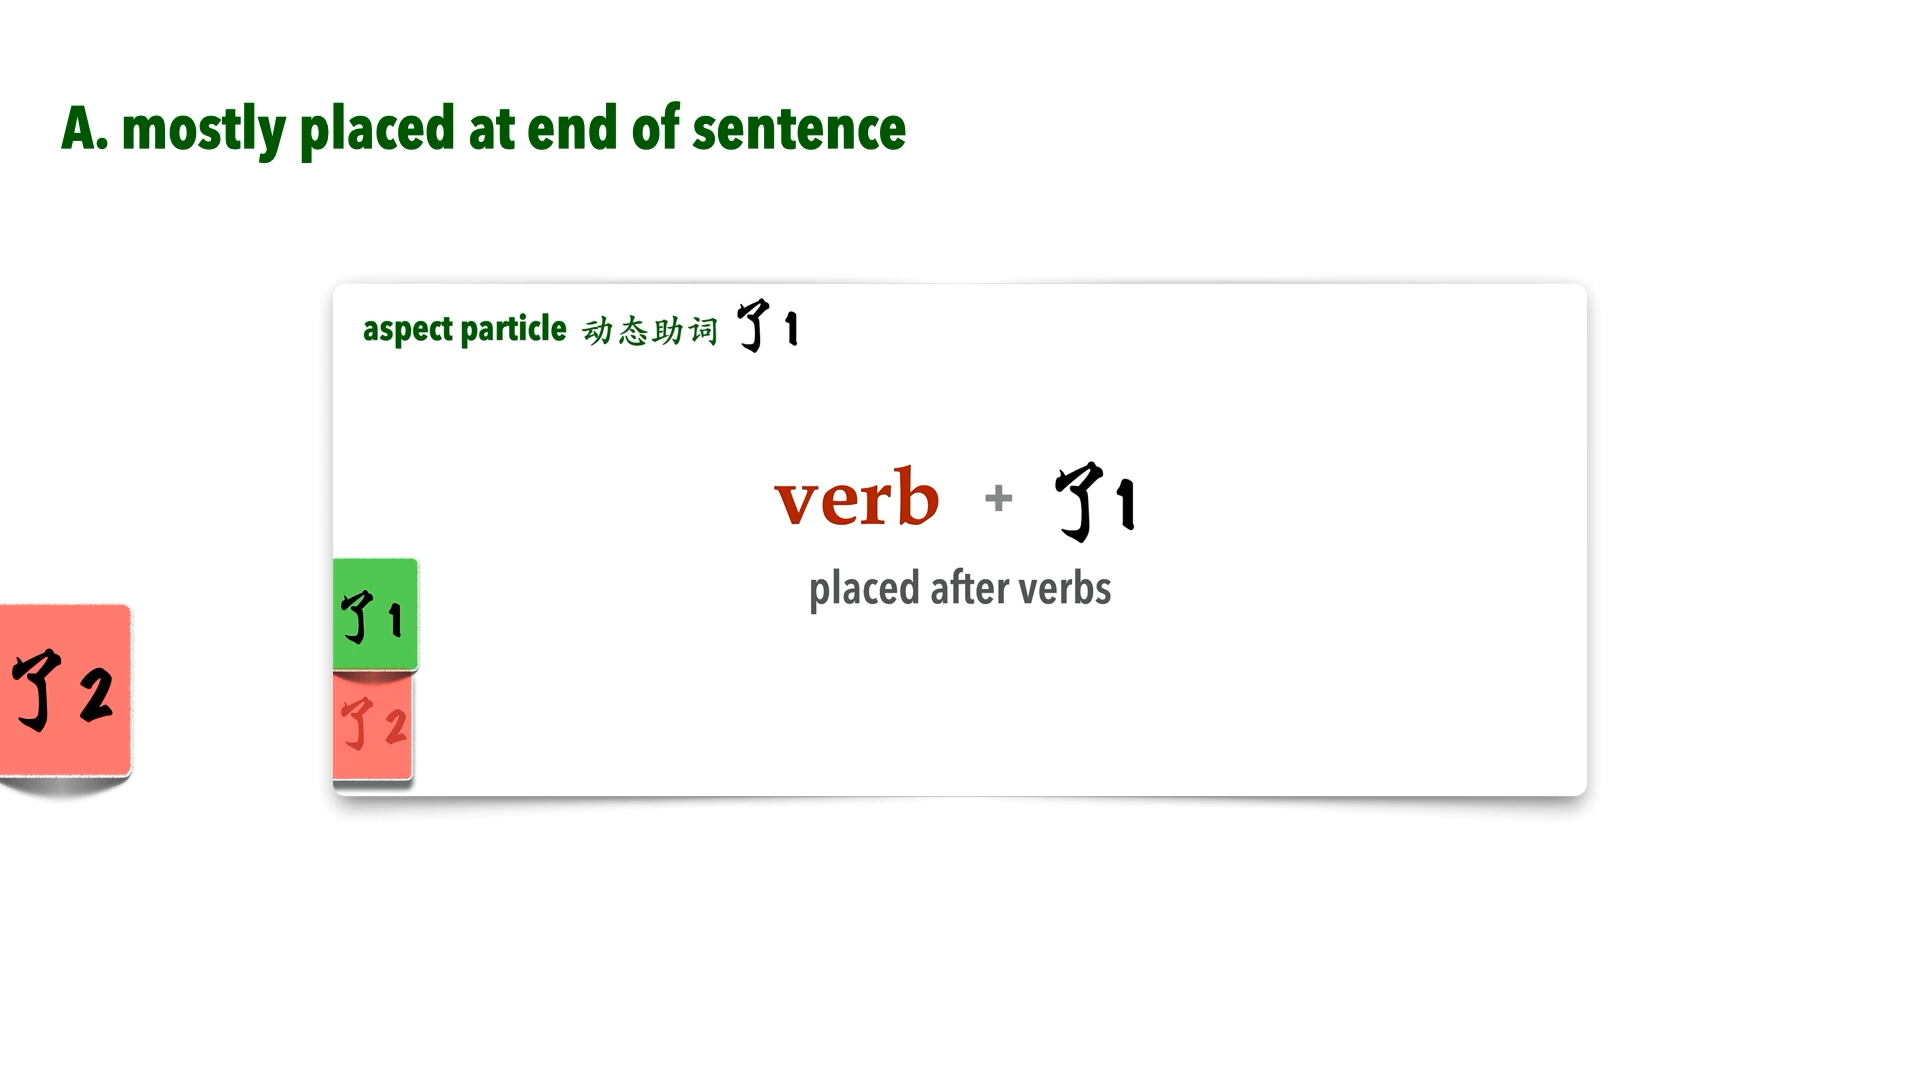 A. mostly placed at end of sentence
aspect particle 动态助词 了1
verb + 了1
placed after verbs
了1
了2
了2